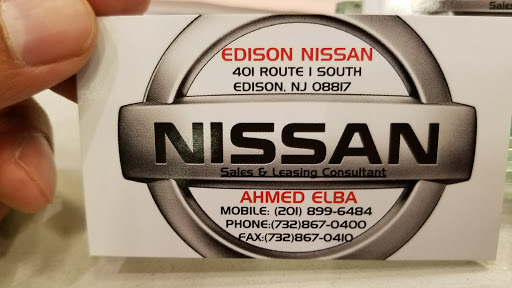 EDISON NISSAN
401 ROUTE 1 SOUTH
EDISON, NJ 08817
NISSAN
Sales & Leasing Consultant
AHMED ELBA
MOBILE: (201) 899-6484
PHONE:(732)867-0400
FAX:(732)867-0410